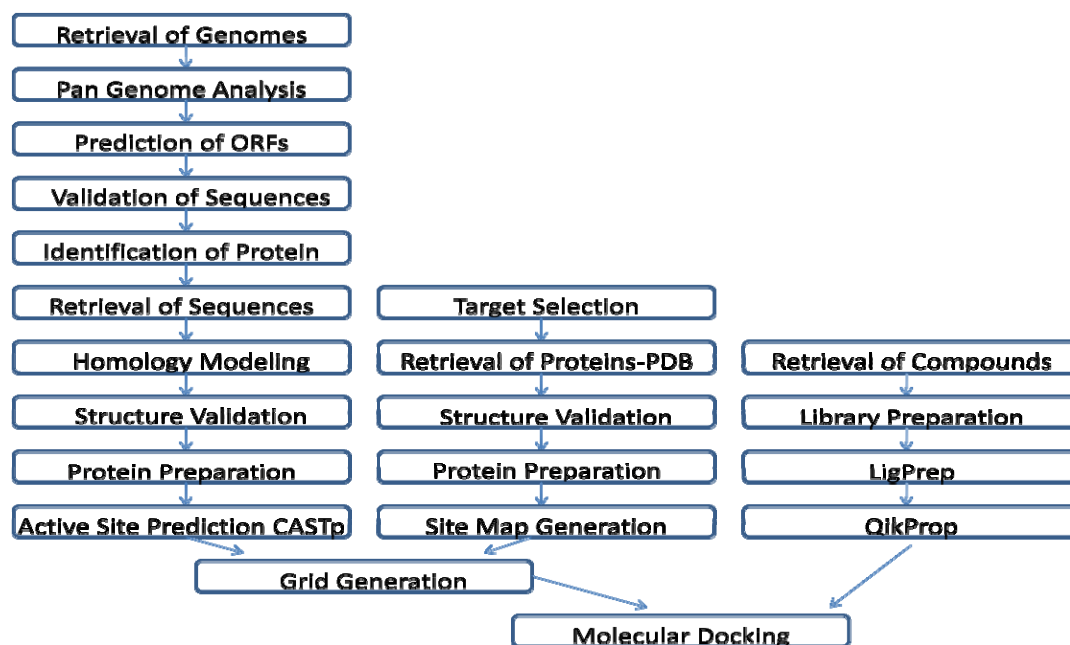 Retrieval of Genomes
Pan Genome Analysis
Prediction of ORFs
Validation of Sequences
Identification of Protein
Retrieval of Sequences
Homology Modeling
Structure Validation
Protein Preparation
Active Site Prediction CASTp
Target Selection
Retrieval of Proteins-PDB
Structure Validation
Protein Preparation
Site Map Generation
Retrieval of Compounds
Library Preparation
LigPrep
QikProp
Grid Generation
Molecular Docking